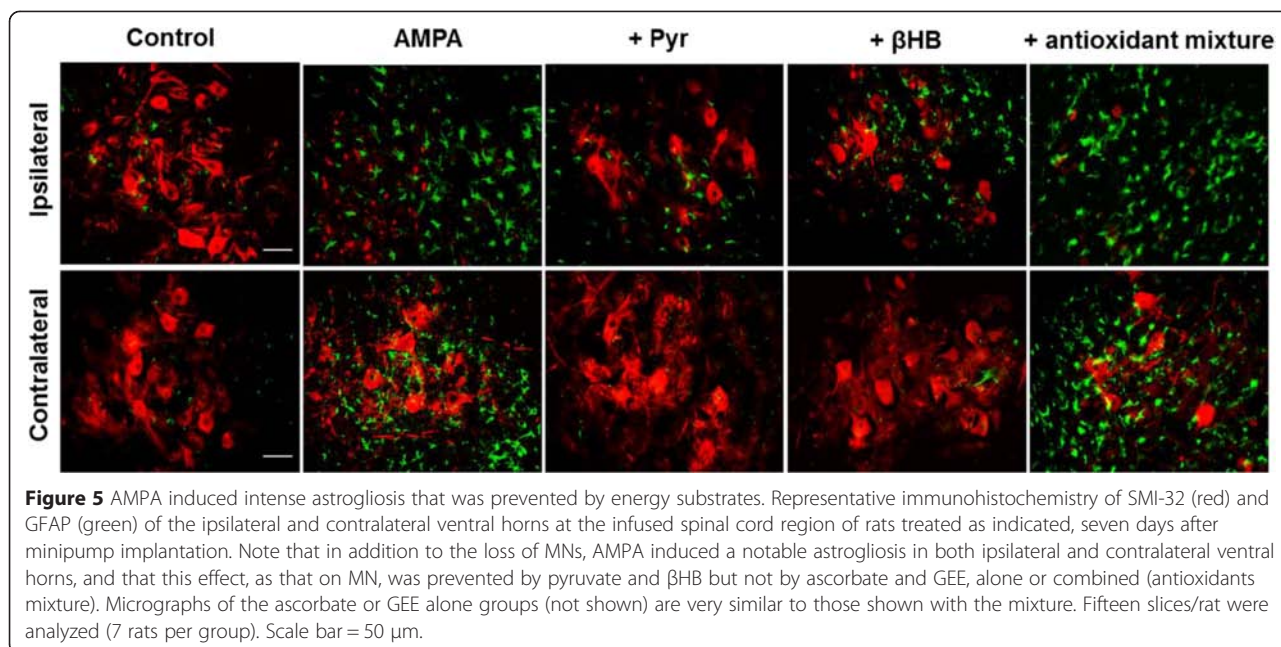 Control AMPA + Pyr + βHB + antioxidant mixture
Ipsilateral
Contralateral
Figure 5 AMPA induced intense astrogliosis that was prevented by energy substrates. Representative immunohistochemistry of SMI-32 (red) and
GFAP (green) of the ipsilateral and contralateral ventral horns at the infused spinal cord region of rats treated as indicated, seven days after
minipump implantation. Note that in addition to the loss of MNs, AMPA induced a notable astrogliosis in both ipsilateral and contralateral ventral
horns, and that this effect, as that on MN, was prevented by pyruvate and βHB but not by ascorbate and GEE, alone or combined (antioxidants
mixture). Micrographs of the ascorbate or GEE alone groups (not shown) are very similar to those shown with the mixture. Fifteen slices/rat were
analyzed (7 rats per group). Scale bar = 50 μm.